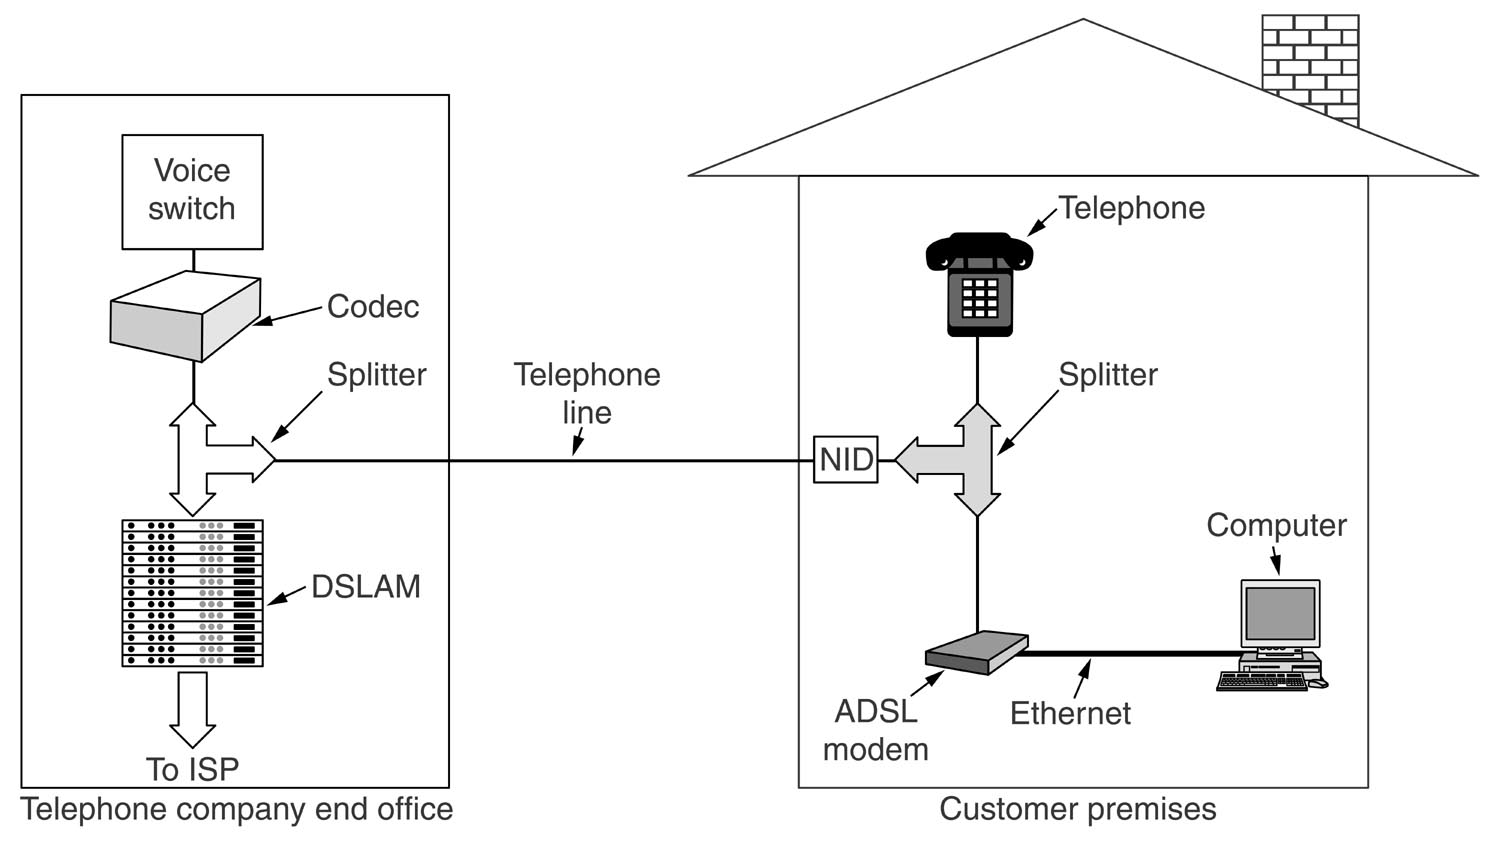 Voice
switch
Codec
Splitter
DSLAM
To ISP
Telephone company end office
Telephone
line
Telephone
Splitter
NID
Computer
ADSL
modem
Ethernet
Customer premises